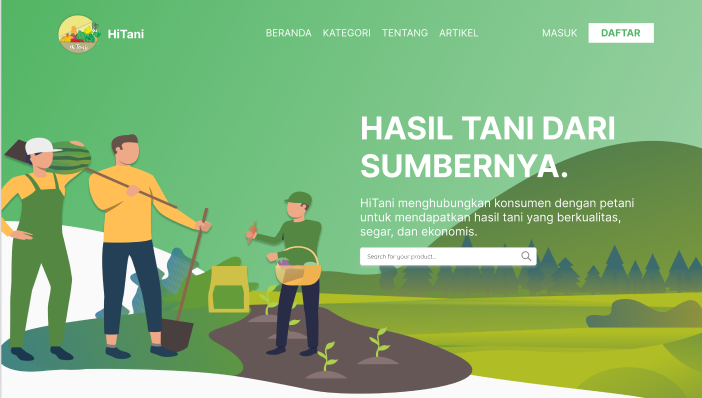 HiTani
BERANDA KATEGORI TENTANG ARTIKEL
MASUK DAFTAR
HASIL TANI DARI
SUMBERNYA.
HiTani menghubungkan konsumen dengan petani
untuk mendapatkan hasil tani yang berkualitas,
segar, dan ekonomis.
Search for your product...